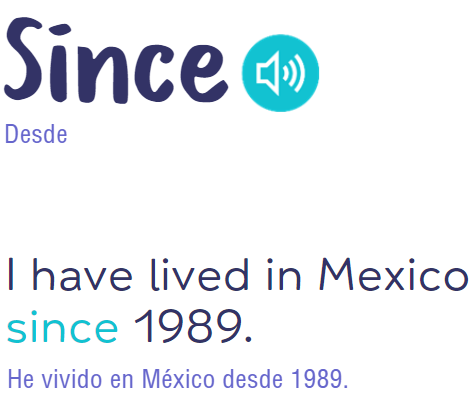 Since
Desde
I have lived in Mexico
since 1989.
He vivido en México desde 1989.